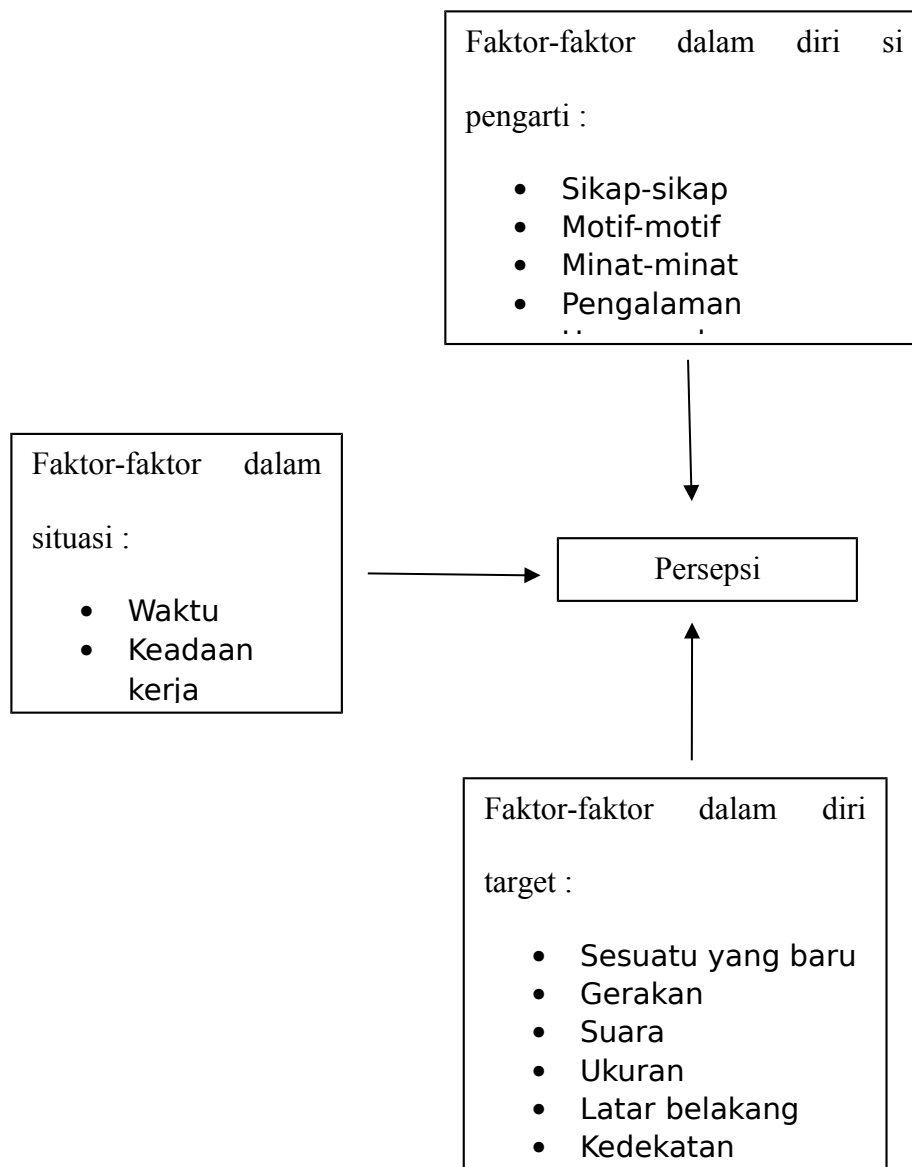 Faktor-faktor dalam diri si
pengarti :
• Sikap-sikap
• Motif-motif
• Minat-minat
• Pengalaman
Faktor-faktor dalam
situasi :
• Waktu
• Keadaan
kerja
Persepsi
Faktor-faktor dalam diri
target :
• Sesuatu yang baru
• Gerakan
• Suara
• Ukuran
• Latar belakang
• Kedekatan